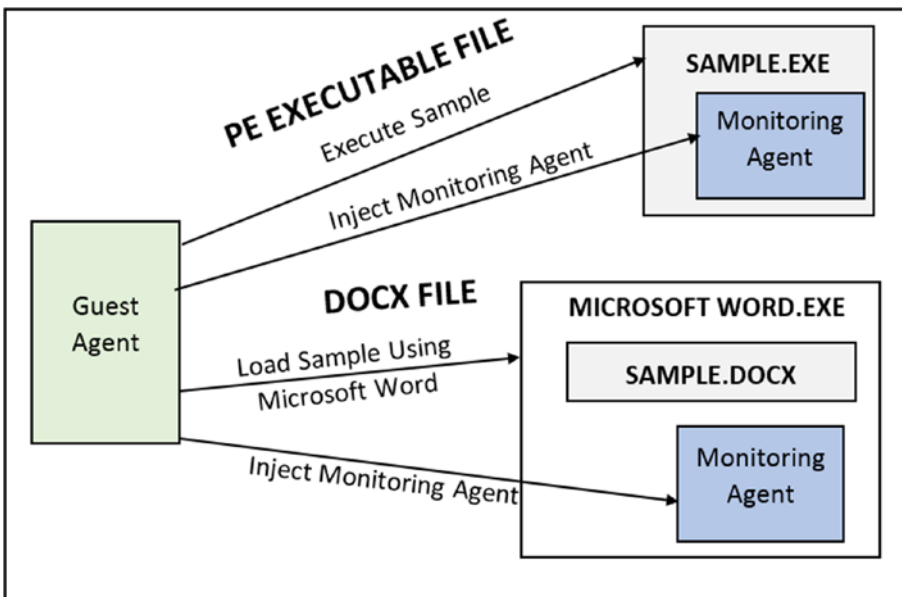 PE EXECUTABLE FILE
Execute Sample
Inject Monitoring Agent
SAMPLE.EXE
Monitoring
Agent
Guest
Agent
DOCX FILE
Load Sample Using
Microsoft Word
Inject Monitoring Agent
MICROSOFT WORD.EXE
SAMPLE.DOCX
Monitoring
Agent